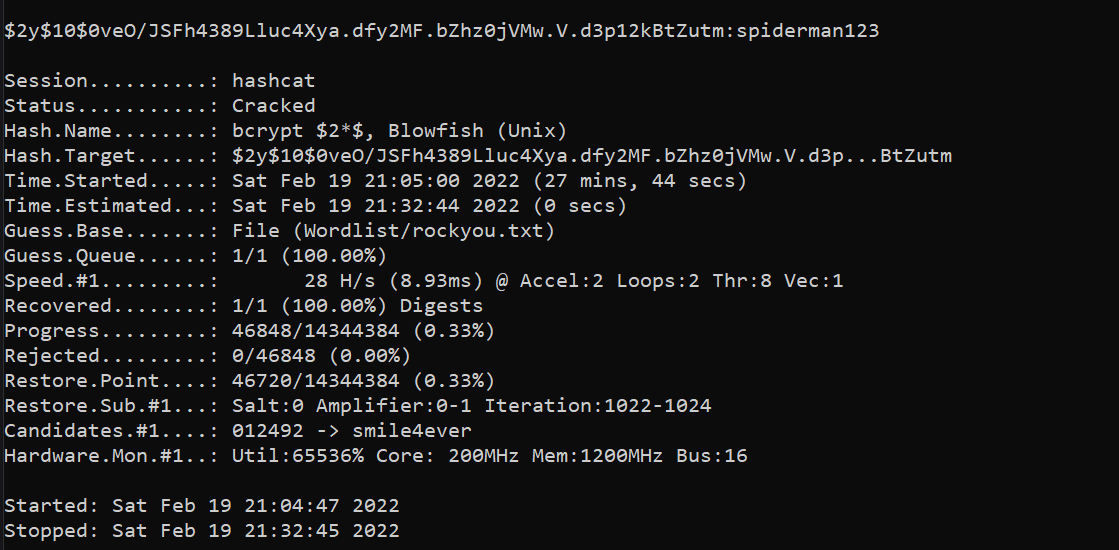 $2y$10$0veO/JSFh4389Lluc4Xya.dfy2MF.bZhz0jVMw.V.d3p12kBtZutm:spiderman123
Session..........: hashcat
Status...........: Cracked
Hash.Name........: bcrypt $2*$, Blowfish (Unix)
Hash.Target......: $2y$10$0veO/JSFh4389Lluc4Xya.dfy2MF.bZhz0jVMw.V.d3p...BtZutm
Time.Started.....: Sat Feb 19 21:05:00 2022 (27 mins, 44 secs)
Time.Estimated...: Sat Feb 19 21:32:44 2022 (0 secs)
Guess.Base.......: File (Wordlist/rockyou.txt)
Guess.Queue......: 1/1 (100.00%)
Speed.#1.........:       28 H/s (8.93ms) @ Accel:2 Loops:2 Thr:8 Vec:1
Recovered........: 1/1 (100.00%) Digests
Progress.........: 46848/14344384 (0.33%)
Rejected.........: 0/46848 (0.00%)
Restore.Point....: 46720/14344384 (0.33%)
Restore.Sub.#1...: Salt:0 Amplifier:0-1 Iteration:1022-1024
Candidates.#1....: 012492 -> smile4ever
Hardware.Mon.#1..: Util:65536% Core: 200MHz Mem:1200MHz Bus:16
Started: Sat Feb 19 21:04:47 2022
Stopped: Sat Feb 19 21:32:45 2022